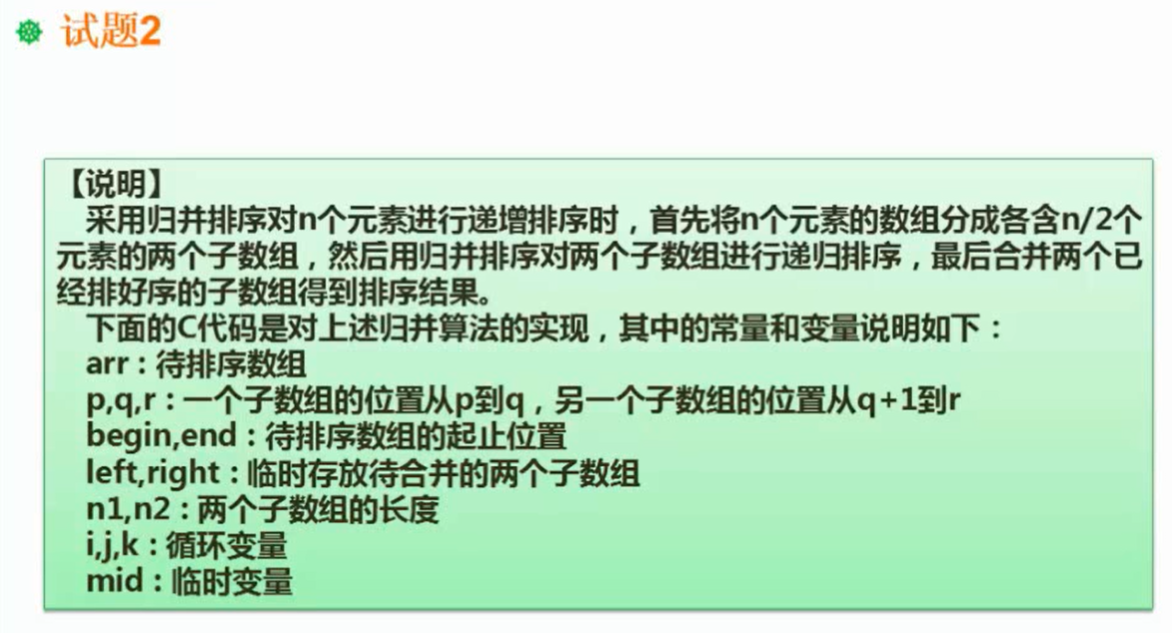 试题2
【说明】
采用归并排序对n个元素进行递增排序时，首先将n个元素的数组分成各含n/2个
元素的两个子数组，然后用归并排序对两个子数组进行递归排序，最后合并两个已
经排好序的子数组得到排序结果。
下面的C代码是对上述归并算法的实现，其中的常量和变量说明如下：
arr：待排序数组
p,q,r：一个子数组的位置从p到q，另一个子数组的位置从q+1到r
begin,end：待排序数组的起止位置
left,right：临时存放待合并的两个子数组
n1,n2：两个子数组的长度
i,j,k：循环变量
mid：临时变量